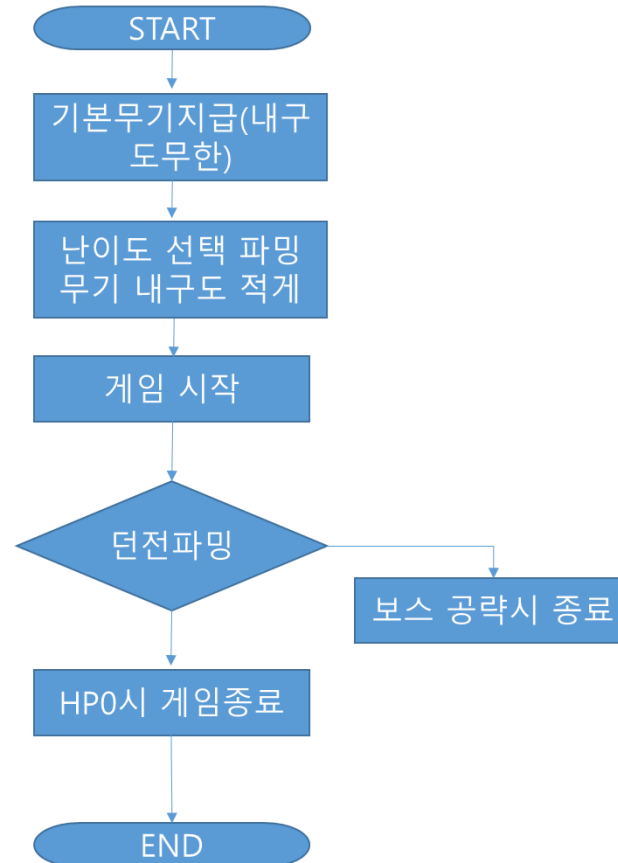 START
기본무기지급(내구
도무한)
난이도 선택 파밍
무기 내구도 적게
게임 시작
던전파밍
보스 공략시 종료
HP0시 게임종료
END